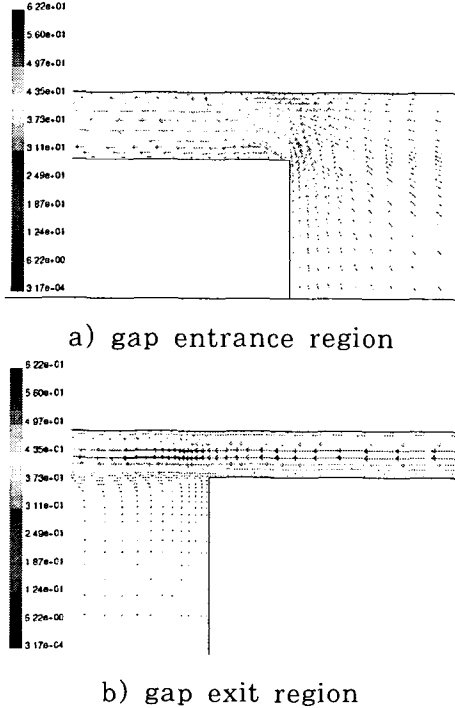 6.22e+01
5.60e+01
4.97e+01
4.35e+01
3.73e+01
3.11e+01
2.49e+01
1.87e+01
1.24e+01
6.22e+00
3.17e-04
a) gap entrance region
6.22e+01
5.60e+01
4.97e+01
4.35e+01
3.73e+01
3.11e+01
2.49e+01
1.87e+01
1.24e+01
6.22e+00
3.17e-04
b) gap exit region